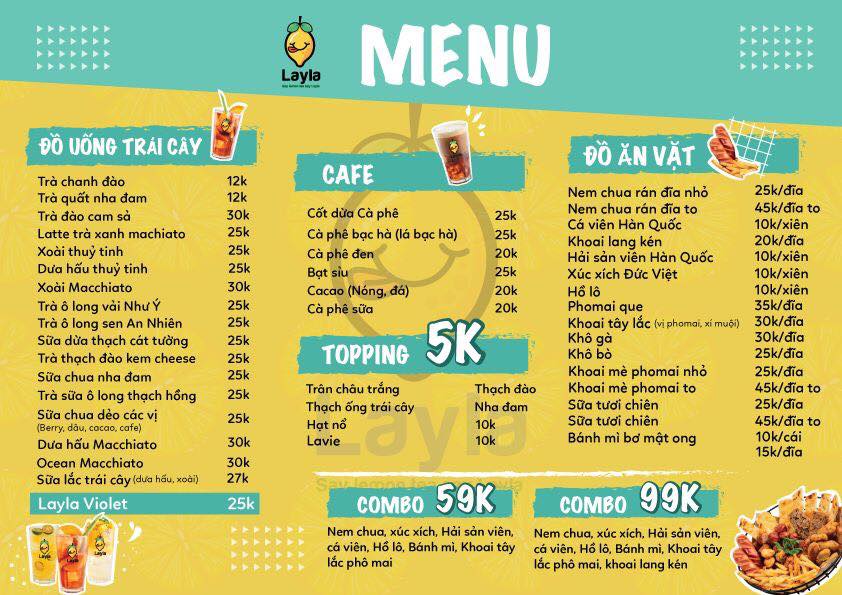 Layla
MENU
ĐỒ UỐNG TRÁI CÂY
Trà chanh đào 12k
Trà quất nha đam 12k
Trà đào cam sả 30k
Latte trà xanh machiato 25k
Xoài thuỷ tinh 25k
Dưa hấu thuỷ tinh 25k
Xoài Macchiato 30k
Trà ô long vải Như Ý 25k
Trà ô long sen An Nhiên 25k
Sữa dừa thạch cát tường 25k
Trà thạch đào kem cheese 25k
Sữa chua nha đam 25k
Trà sữa ô long thạch hồng 25k
Sữa chua dẻo các vị 25k
(Berry, dâu, cacao, cafe)
Dưa hấu Macchiato 30k
Ocean Macchiato 30k
Sữa lắc trái cây (dưa hấu, xoài) 27k
Layla Violet 25k
CAFE
Cốt dừa Cà phê 25k
Cà phê bạc hà (lá bạc hà) 25k
Cà phê đen 20k
Bạt sỉu 25k
Cacao (Nóng, đá) 20k
Cà phê sữa 20k
TOPPING 5K
Trân châu trắng Thạch đào
Thạch ống trái cây Nha đam
Hạt nổ 10k
Lavie 10k
Layla
COMBO 59K
Nem chua, xúc xích, Hải sản viên,
cá viên, Hồ lô, Bánh mì, Khoai tây
lắc phô mai
COMBO 99K
Nem chua, xúc xích, Hải sản viên,
cá viên, Hồ lô, Bánh mì, Khoai tây
lắc phô mai, khoai lang kén
ĐỒ ĂN VẶT
Nem chua rán đĩa nhỏ 25k/đĩa
Nem chua rán đĩa to 45k/đĩa to
Cá viên Hàn Quốc 10k/xiên
Khoai lang kén 20k/đĩa
Hải sản viên Hàn Quốc 10k/xiên
Xúc xích Đức Việt 10k/xiên
Hồ lô 10k/xiên
Phomai que 35k/đĩa
Khoai tây lắc (vị phomai, xí muội) 30k/đĩa
Khô gà 30k/đĩa
Khô bò 25k/đĩa
Khoai mè phomai nhỏ 25k/đĩa
Khoai mè phomai to 45k/đĩa to
Sữa tươi chiên 25k/đĩa
Sữa tươi chiên 45k/đĩa to
Bánh mì bơ mật ong 10k/cái
15k/đĩa